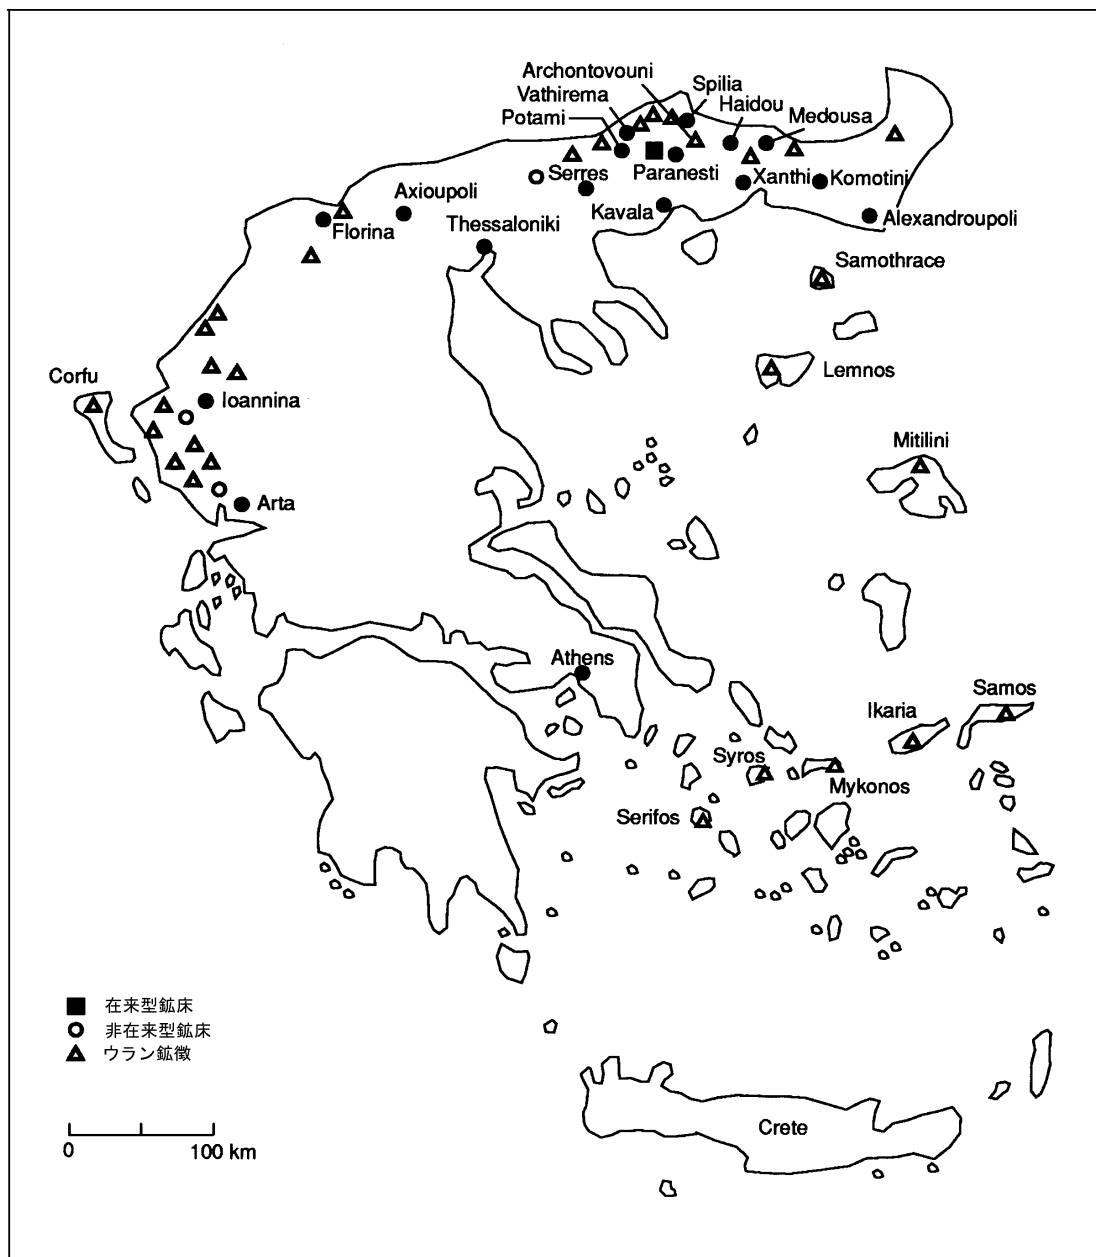 Archontovouni
Vathirema
Spilia
Haidou
Potami
Medousa
Serres
Paranesti
Xanthi
Komotini
Axioupoli
Kavala
Florina
Thessaloniki
Alexandroupoli
Samothrace
Lemnos
Corfu
Ioannina
Mitilini
Arta
Athens
Samos
Ikaria
Syros
Mykonos
Serifos
在来型鉱床
非在来型鉱床
ウラン鉱徴
Crete
0 100 km